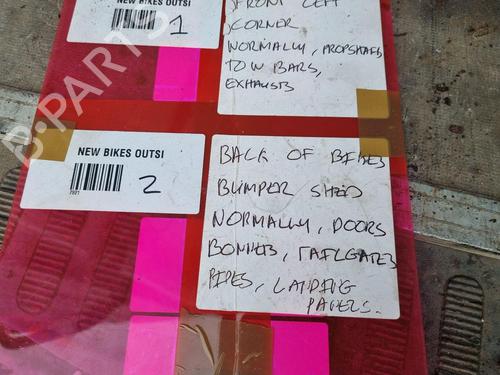 NEW BIKES OUTSI
1
FRONT LEFT
CORNER
NORMALLY, PROPSHAFTS
TOW BARS,
EXHAUSTS
NEW BIKES OUTSI
7021
2
BACK OF BIKES
BUMPER SHED
NORMALLY, DOORS
BONNETS, TAILGATES
PIPES, LANDING
PANELS.
B-PARTS